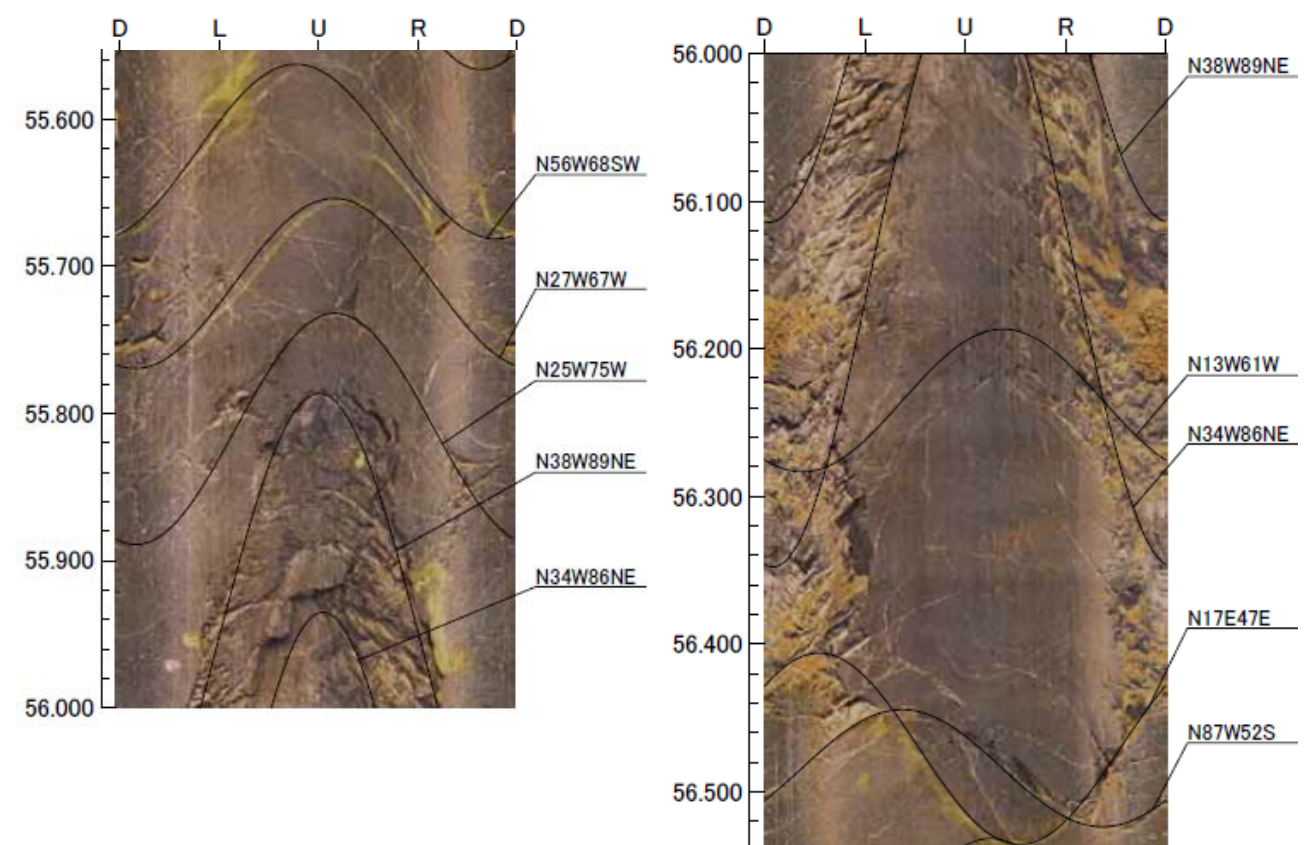 D L U R D
55.600
55.700
55.800
55.900
56.000
N56W68SW
N27W67W
N25W75W
N38W89NE
N34W86NE
D L U R D
56.000
56.100
56.200
56.300
56.400
56.500
N38W89NE
N13W61W
N34W86NE
N17E47E
N87W52S